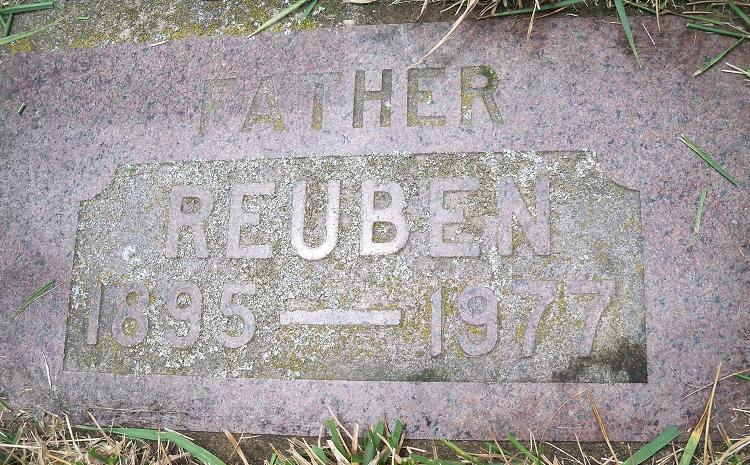 FATHER
REUBEN
1895 — 1977